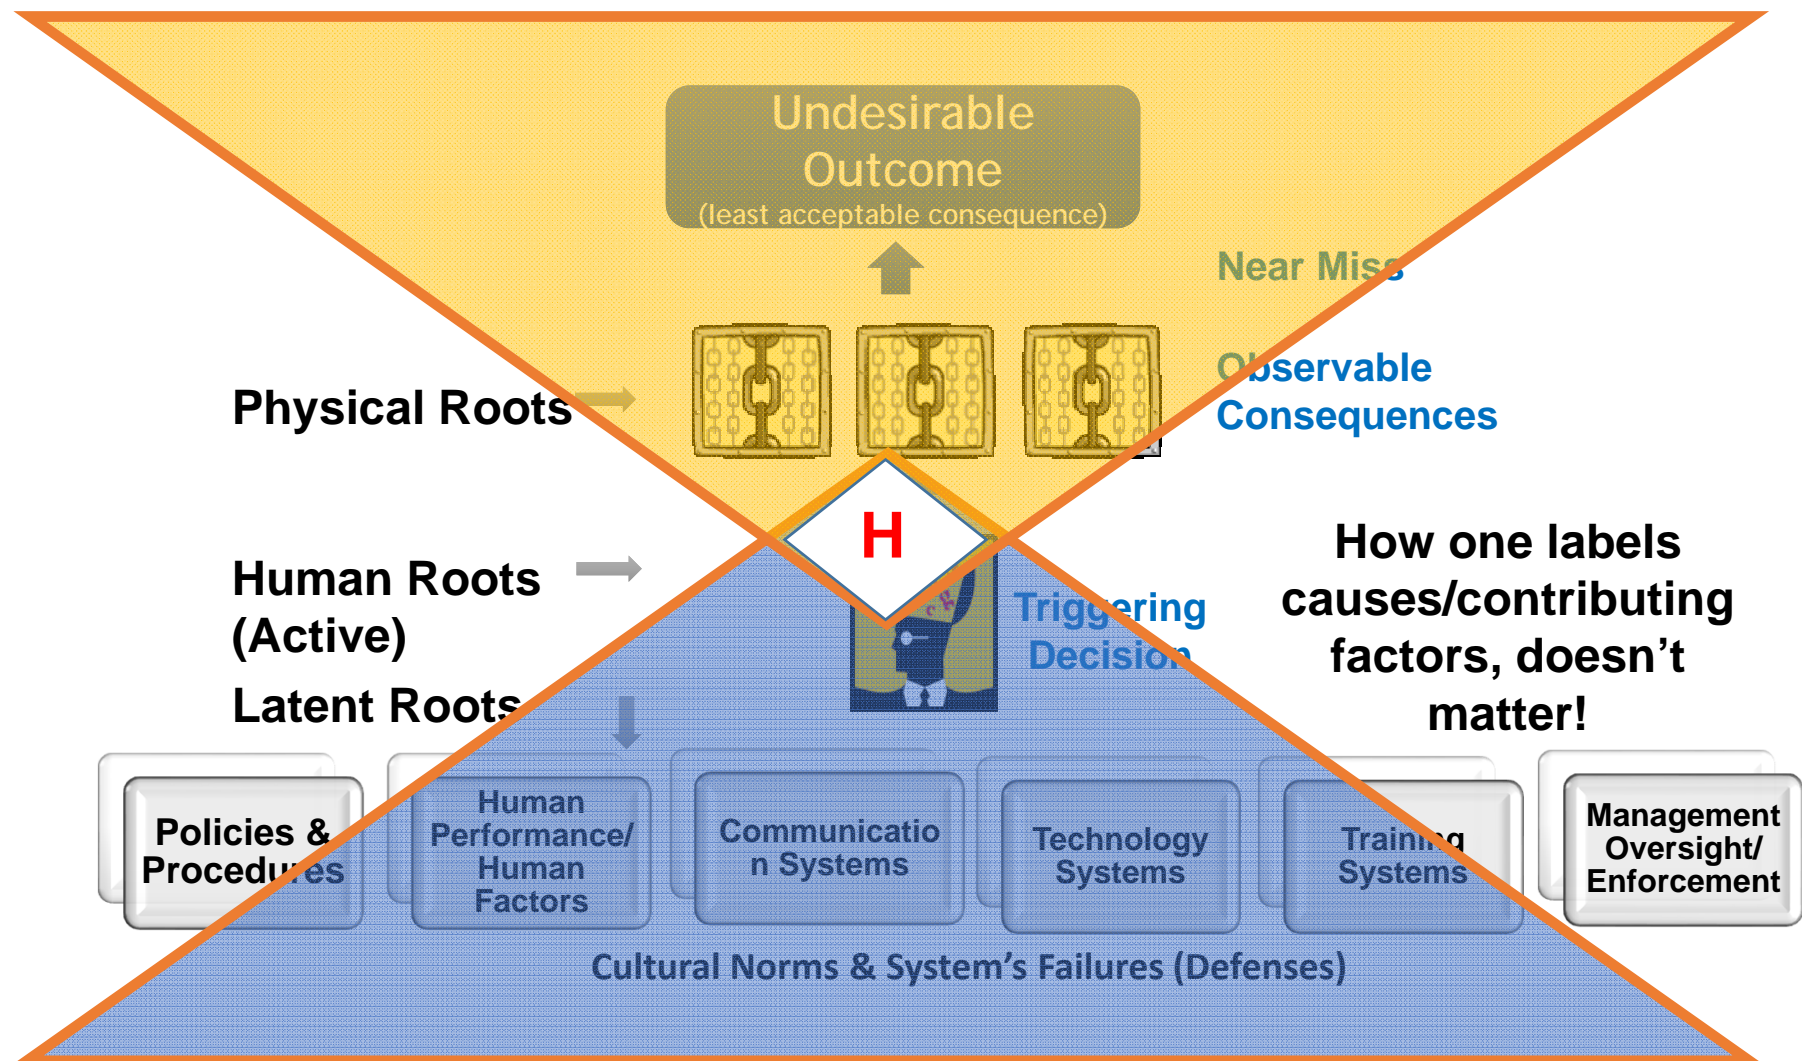 Undesirable
Outcome
(least acceptable consequence)
Near Miss
Observable
Consequences
Physical Roots
H
Human Roots
(Active)
Triggering
Decision
How one labels
causes/contributing
factors, doesn’t
matter!
Latent Roots
Policies &
Procedures
Human
Performance/
Human
Factors
Communicatio
n Systems
Technology
Systems
Training
Systems
Management
Oversight/
Enforcement
Cultural Norms & System’s Failures (Defenses)